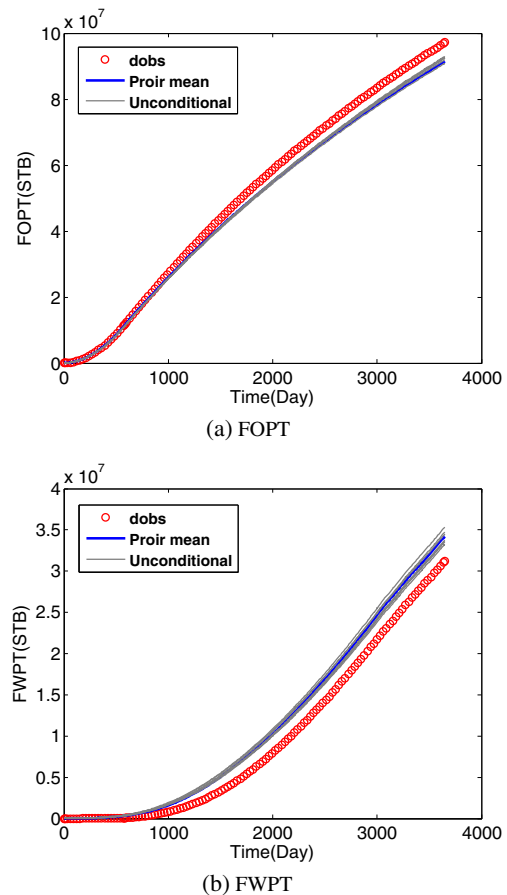 x 10^7
10
8
6
4
2
0
FOPT(STB)
dobs
Proir mean
Unconditional
0 1000 2000 3000 4000
Time(Day)
(a) FOPT
x 10^7
4
3.5
3
2.5
2
1.5
1
0.5
0
FWPT(STB)
dobs
Proir mean
Unconditional
0 1000 2000 3000 4000
Time(Day)
(b) FWPT